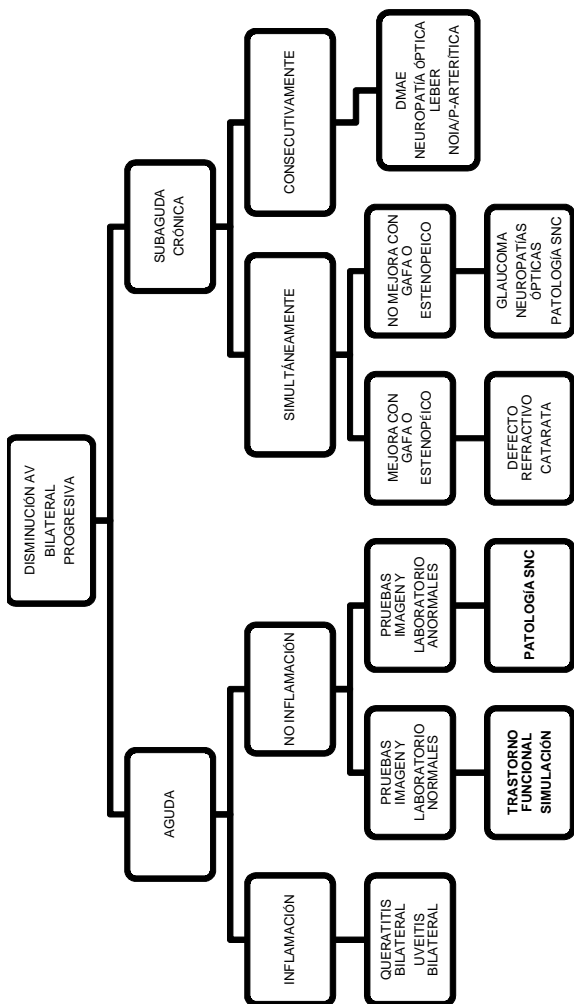 DISMINUCIÓN AV
BILATERAL
PROGRESIVA
AGUDA
SUBAGUDA
CRÓNICA
INFLAMACIÓN
NO INFLAMACIÓN
SIMULTÁNEAMENTE
CONSECUTIVAMENTE
QUERATITIS
BILATERAL
UVEITIS
BILATERAL
PRUEBAS
IMAGEN Y
LABORATORIO
NORMALES
PRUEBAS
IMAGEN Y
LABORATORIO
ANORMALES
MEJORA CON
GAFA O
ESTENOPÉICO
NO MEJORA CON
GAFA O
ESTENOPEICO
DMAE
NEUROPATÍA ÓPTICA
LEBER
NOIA/P-ARTERÍTICA
TRASTORNO
FUNCIONAL
SIMULACIÓN
PATOLOGÍA SNC
DEFECTO
REFRACTIVO
CATARATA
GLAUCOMA
NEUROPATÍAS
ÓPTICAS
PATOLOGÍA SNC